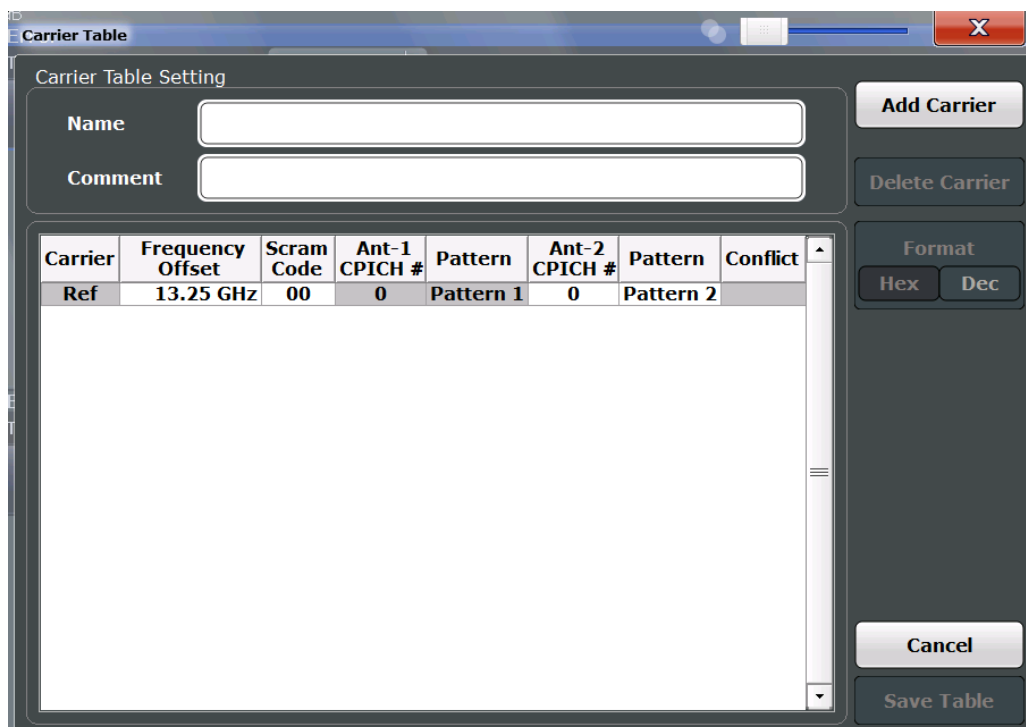 Carrier Table
X
Carrier Table Setting
Name
Comment
Add Carrier
Delete Carrier
Format
Hex Dec
Carrier Frequency Offset Scram Code Ant-1 CPICH # Pattern Ant-2 CPICH # Pattern Conflict
Ref 13.25 GHz 00 0 Pattern 1 0 Pattern 2
Cancel
Save Table